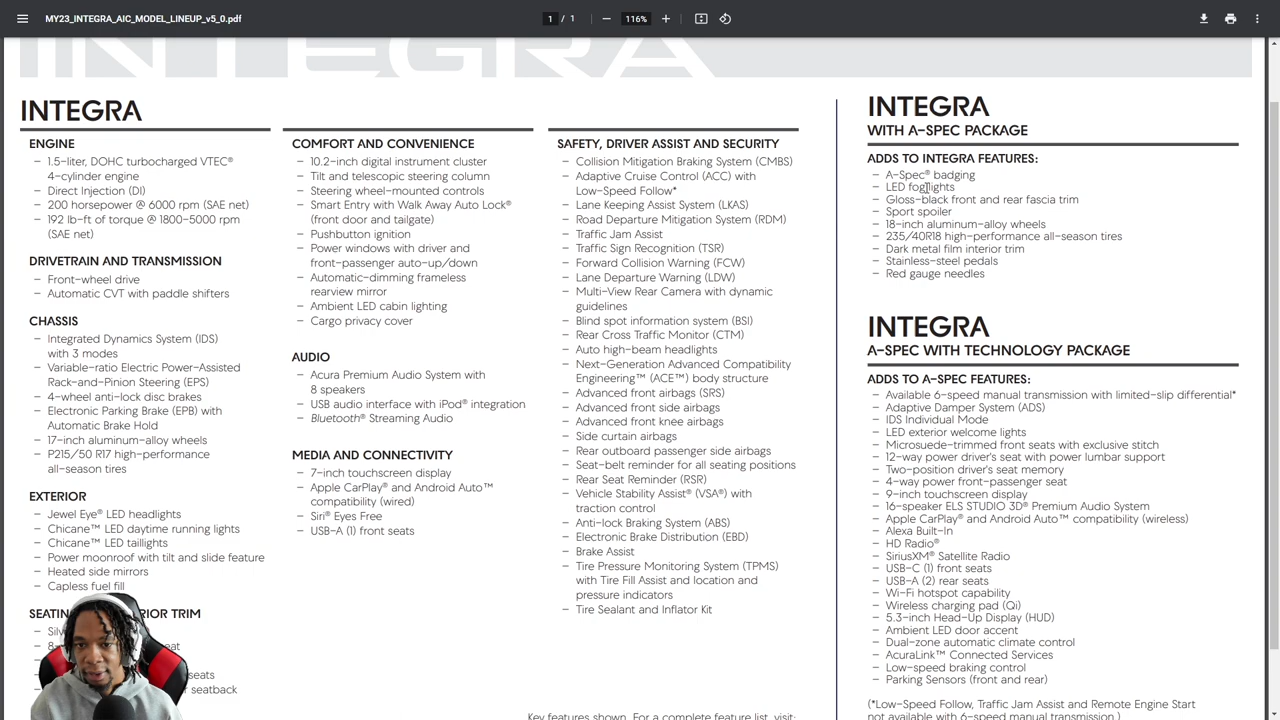 MY23_INTEGRA_AIC_MODEL_LINEUP_v5_0.pdf
1 / 1
116%
INTEGRA
INTEGRA
ENGINE
– 1.5-liter, DOHC turbocharged VTEC®
4-cylinder engine
– Direct Injection (DI)
– 200 horsepower @ 6000 rpm (SAE net)
– 192 lb-ft of torque @ 1800-5000 rpm
(SAE net)
DRIVETRAIN AND TRANSMISSION
– Front-wheel drive
– Automatic CVT with paddle shifters
CHASSIS
– Integrated Dynamics System (IDS)
with 3 modes
– Variable-ratio Electric Power-Assisted
Rack-and-Pinion Steering (EPS)
– 4-wheel anti-lock disc brakes
– Electronic Parking Brake (EPB) with
Automatic Brake Hold
– 17-inch aluminum-alloy wheels
– P215/50 R17 high-performance
all-season tires
EXTERIOR
– Jewel Eye® LED headlights
– Chicane™ LED daytime running lights
– Chicane™ LED taillights
– Power moonroof with tilt and slide feature
– Heated side mirrors
– Capless fuel fill
TRIM
seatback
COMFORT AND CONVENIENCE
– 10.2-inch digital instrument cluster
– Tilt and telescopic steering column
– Steering wheel-mounted controls
– Smart Entry with Walk Away Auto Lock®
(front door and tailgate)
– Pushbutton ignition
– Power windows with driver and
front-passenger auto-up/down
– Automatic-dimming frameless
rearview mirror
– Ambient LED cabin lighting
– Cargo privacy cover
AUDIO
– Acura Premium Audio System with
8 speakers
– USB audio interface with iPod® integration
– Bluetooth® Streaming Audio
MEDIA AND CONNECTIVITY
– 7-inch touchscreen display
– Apple CarPlay® and Android Auto™
compatibility (wired)
– Siri® Eyes Free
– USB-A (1) front seats
SAFETY, DRIVER ASSIST AND SECURITY
– Collision Mitigation Braking System (CMBS)
– Adaptive Cruise Control (ACC) with
Low-Speed Follow*
– Lane Keeping Assist System (LKAS)
– Road Departure Mitigation System (RDM)
– Traffic Jam Assist
– Traffic Sign Recognition (TSR)
– Forward Collision Warning (FCW)
– Lane Departure Warning (LDW)
– Multi-View Rear Camera with dynamic
guidelines
– Blind spot information system (BSI)
– Rear Cross Traffic Monitor (CTM)
– Auto high-beam headlights
– Next-Generation Advanced Compatibility
Engineering™ (ACE™) body structure
– Advanced front airbags (SRS)
– Advanced front side airbags
– Advanced front knee airbags
– Side curtain airbags
– Rear outboard passenger side airbags
– Seat-belt reminder for all seating positions
– Rear Seat Reminder (RSR)
– Vehicle Stability Assist® (VSA®) with
traction control
– Anti-lock Braking System (ABS)
– Electronic Brake Distribution (EBD)
– Brake Assist
– Tire Pressure Monitoring System (TPMS)
with Tire Fill Assist and location and
pressure indicators
– Tire Sealant and Inflator Kit
Key features shown. For a complete feature list, visit:
INTEGRA
WITH A-SPEC PACKAGE
ADDS TO INTEGRA FEATURES:
– A-Spec® badging
– LED foglights
– Gloss-black front and rear fascia trim
– Sport spoiler
– 18-inch aluminum-alloy wheels
– 235/40R18 high-performance all-season tires
– Dark metal film interior trim
– Stainless-steel pedals
– Red gauge needles
INTEGRA
A-SPEC WITH TECHNOLOGY PACKAGE
ADDS TO A-SPEC FEATURES:
– Available 6-speed manual transmission with limited-slip differential*
– Adaptive Damper System (ADS)
– IDS Individual Mode
– LED exterior welcome lights
– Microsuede-trimmed front seats with exclusive stitch
– 12-way power driver's seat with power lumbar support
– Two-position driver's seat memory
– 4-way power front-passenger seat
– 9-inch touchscreen display
– 16-speaker ELS STUDIO 3D® Premium Audio System
– Apple CarPlay® and Android Auto™ compatibility (wireless)
– Alexa Built-In
– HD Radio®
– SiriusXM® Satellite Radio
– USB-C (1) front seats
– USB-A (2) rear seats
– Wi-Fi hotspot capability
– Wireless charging pad (Qi)
– 5.3-inch Head-Up Display (HUD)
– Ambient LED door accent
– Dual-zone automatic climate control
– AcuraLink™ Connected Services
– Low-speed braking control
– Parking Sensors (front and rear)
(*Low-Speed Follow, Traffic Jam Assist and Remote Engine Start
not available with 6-speed manual transmission.)